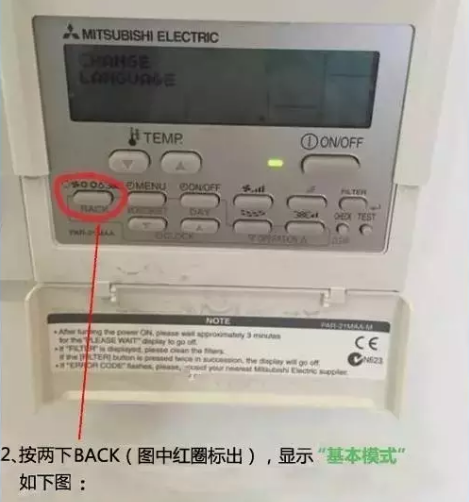 MITSUBISHI ELECTRIC
CHANGE
LANGUAGE
TEMP.
ON/OFF
MENU
ON/OFF
FILTER
BACK
DAY
CHECK TEST
PAR-21MAA
CLOCK
OPERATION
NOTE
PAR-21MAA-M
• After turning the power ON, please wait approximately 3 minutes
for the "PLEASE WAIT" display to go off.
• If "FILTER" is displayed, please clean the filters.
If the [FILTER] button is pressed twice in succession, the display will go off.
• If "ERROR CODE" flashes, please your nearest Mitsubishi Electric supplier.
CE
N623
2、按两下BACK（图中红圈标出），显示“基本模式”
如下图：